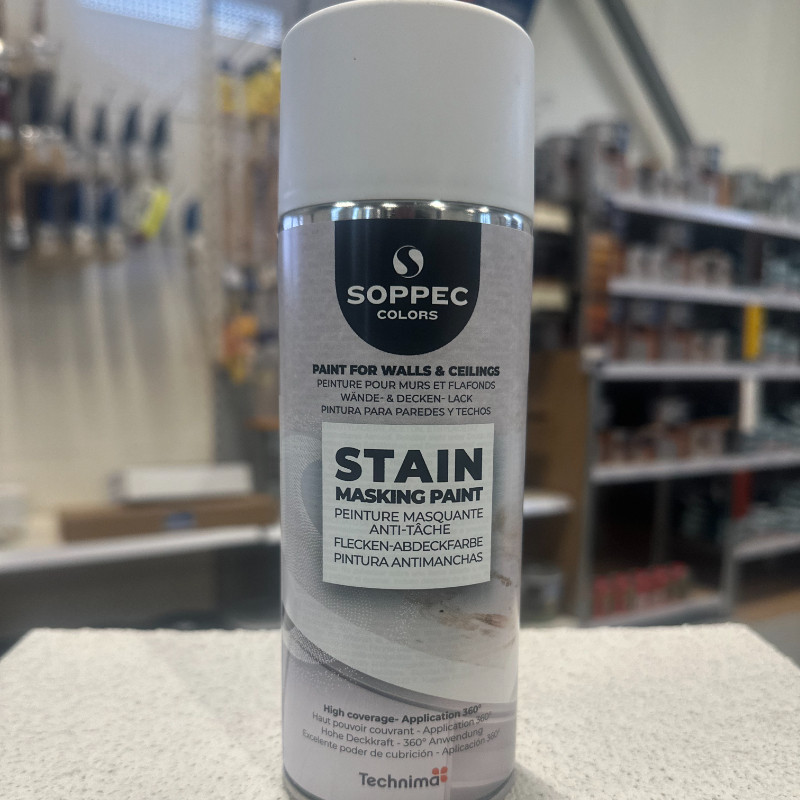 SOPPEC
COLORS
PAINT FOR WALLS & CEILINGS
PEINTURE POUR MURS ET FLAFONDS
WÄNDE- & DECKEN- LACK
PINTURA PARA PAREDES Y TECHOS
STAIN
MASKING PAINT
PEINTURE MASQUANTE
ANTI-TÂCHE
FLECKEN-ABDECKFARBE
PINTURA ANTIMANCHAS
High coverage- Application 360°
Haut pouvoir couvrant - Application 360°
Hohe Deckkraft - 360° Anwendung
Excelente poder de cubrición - Aplicación 360°
Technima